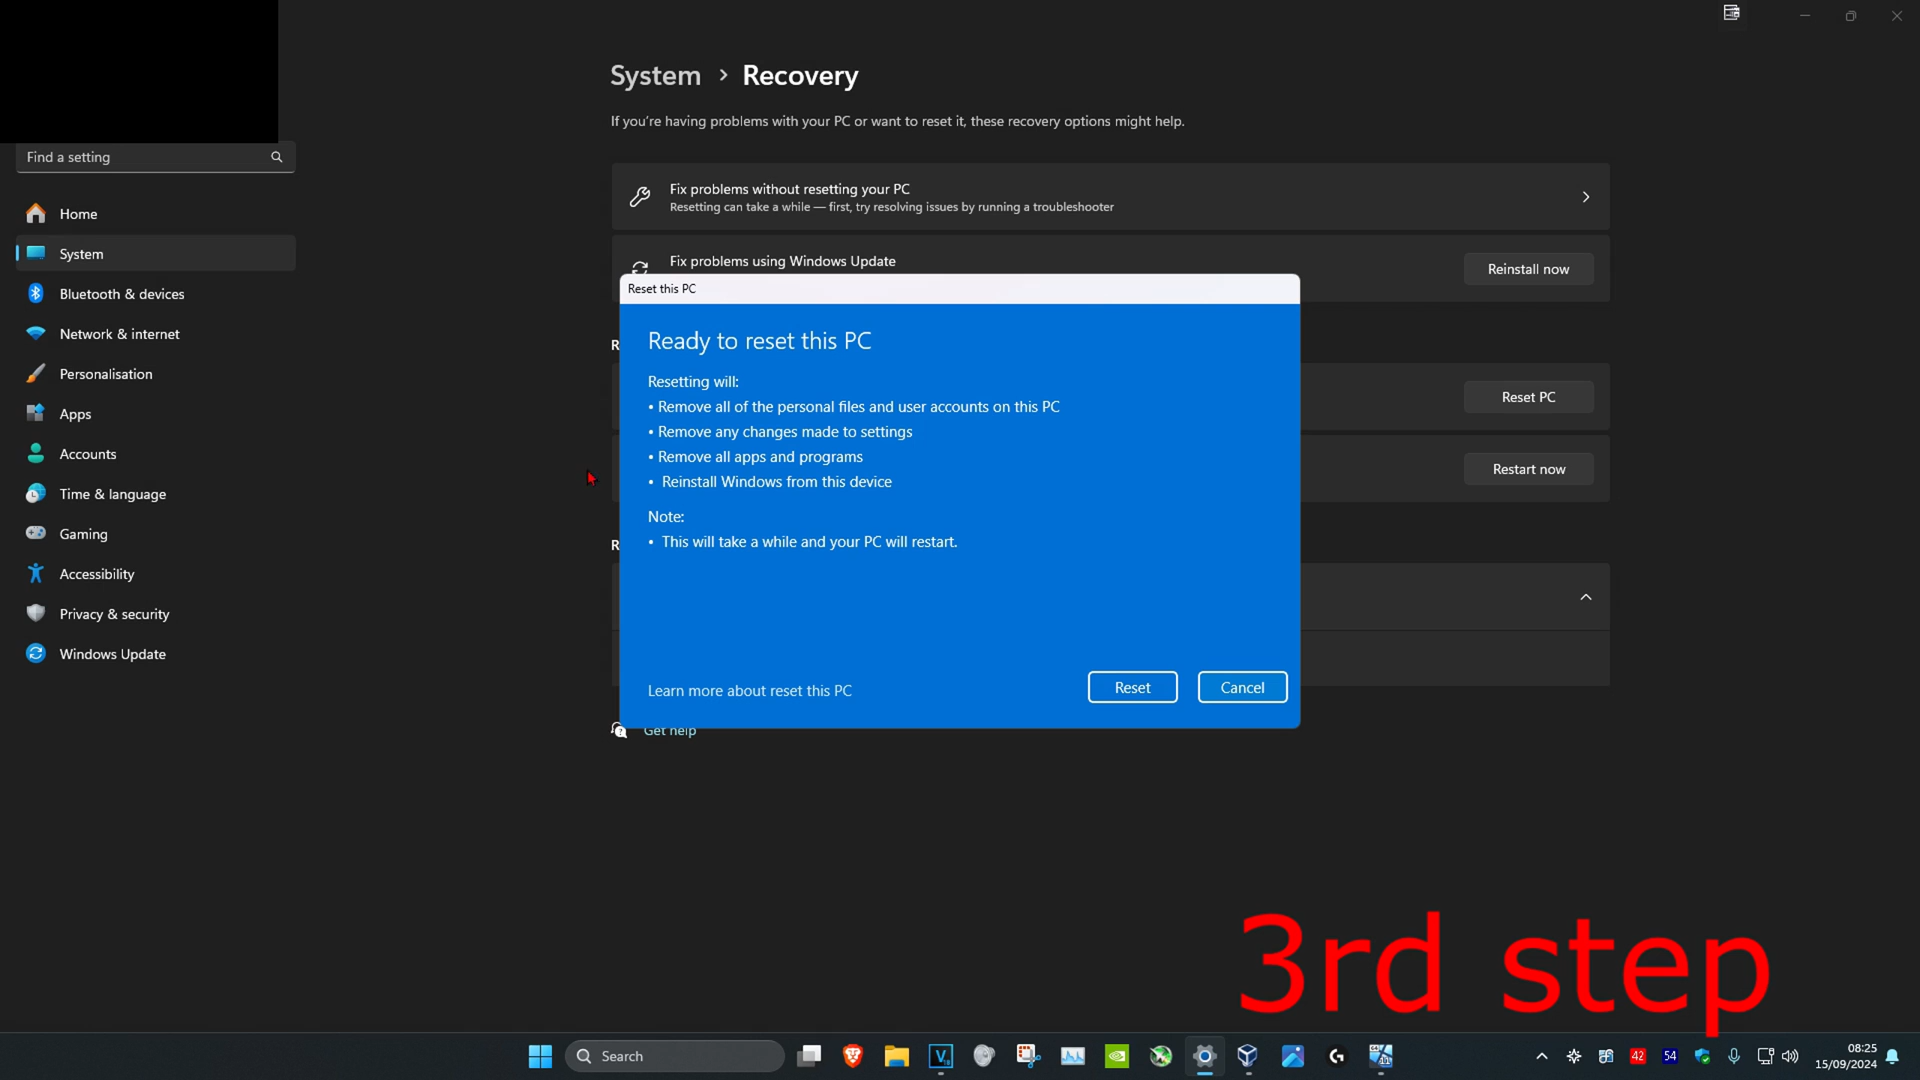 System > Recovery
If you're having problems with your PC or want to reset it, these recovery options might help.
Find a setting
Home
System
Bluetooth & devices
Network & internet
Personalisation
Apps
Accounts
Time & language
Gaming
Accessibility
Privacy & security
Windows Update
Fix problems without resetting your PC
Resetting can take a while — first, try resolving issues by running a troubleshooter
Fix problems using Windows Update
Reinstall now
R
Reset PC
Restart now
R
Reset this PC
Ready to reset this PC
Resetting will:
• Remove all of the personal files and user accounts on this PC
• Remove any changes made to settings
• Remove all apps and programs
• Reinstall Windows from this device
Note:
• This will take a while and your PC will restart.
Learn more about reset this PC
Reset
Cancel
Get help
3rd step
Search
42
54
08:25
15/09/2024